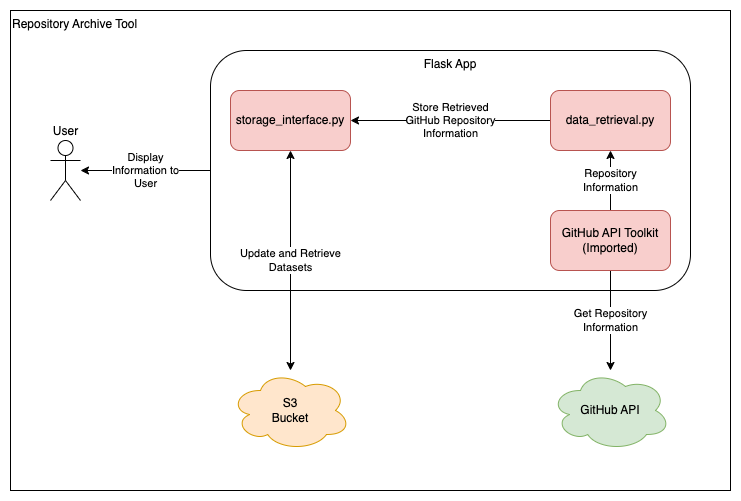 Repository Archive Tool
Flask App
storage_interface.py
Store Retrieved
GitHub Repository
Information
data_retrieval.py
User
Display
Information to
User
Repository
Information
GitHub API Toolkit
(Imported)
Update and Retrieve
Datasets
Get Repository
Information
S3
Bucket
GitHub API